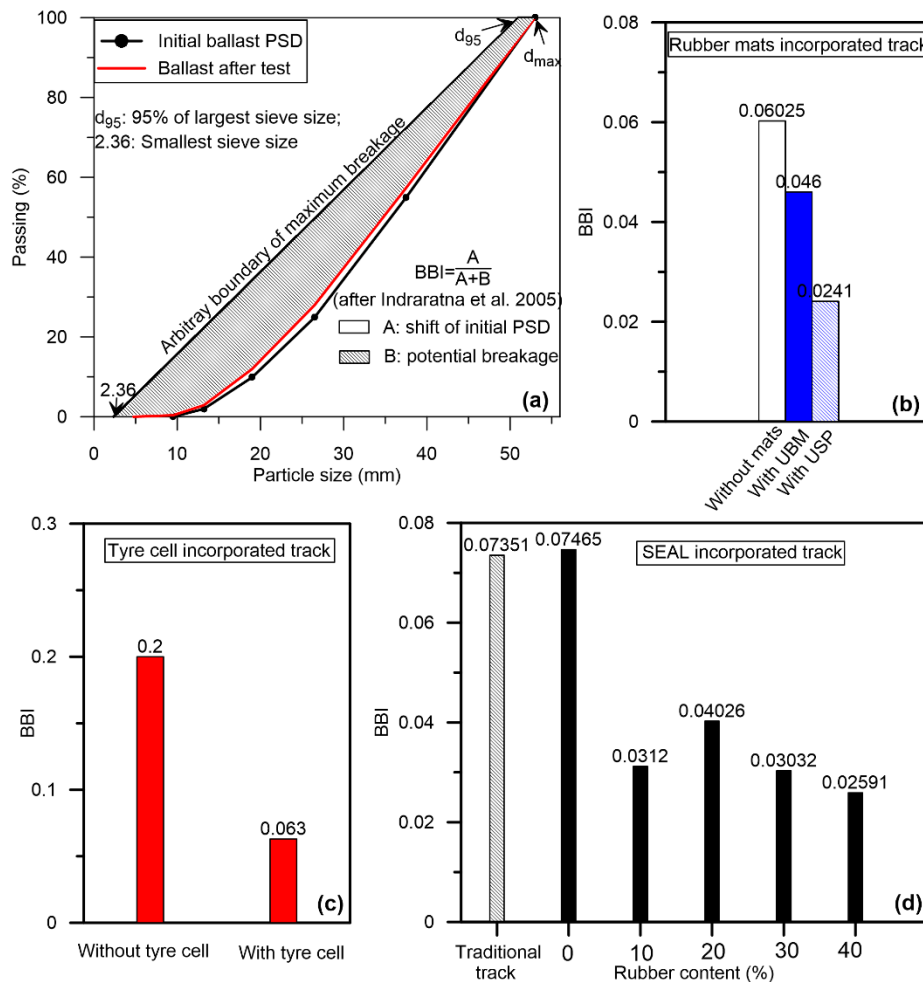 100
80
60
40
20
0
Passing (%)
Initial ballast PSD
Ballast after test
d95
dmax
d95: 95% of largest sieve size;
2.36: Smallest sieve size
Arbitray boundary of maximum breakage
BBI=A/A+B
(after Indraratna et al. 2005)
A: shift of initial PSD
B: potential breakage
2.36
(a)
0 10 20 30 40 50
Particle size (mm)
0.08
0.06
0.04
0.02
0
BBI
Rubber mats incorporated track
0.06025
0.046
0.0241
(b)
Without mats
With UBM
With USP
0.3
0.2
0.1
0
BBI
Tyre cell incorporated track
0.2
0.063
(c)
Without tyre cell With tyre cell
0.08
0.06
0.04
0.02
0
BBI
SEAL incorporated track
0.07351
0.07465
0.0312
0.04026
0.03032
0.02591
(d)
Traditional
track
0 10 20 30 40
Rubber content (%)